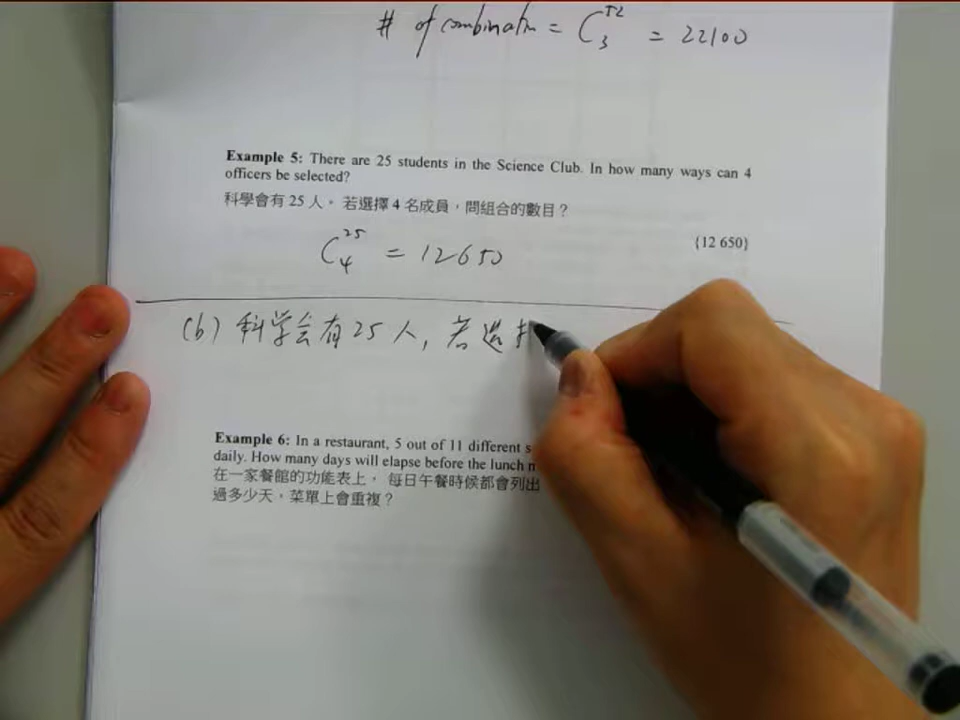 # of combinatn = C₃⁵² = 22100
Example 5: There are 25 students in the Science Club. In how many ways can 4
officers be selected?
科學會有 25 人。若選擇 4 名成員,問組合的數目?
{12 650}
C₄²⁵ = 12650
(b) 科学会有25人, 若选
Example 6: In a restaurant, 5 out of 11 different
daily. How many days will elapse before the lunch
在一家餐館的功能表上, 每日午餐時候都會列出
過多少天,菜單上會重複?